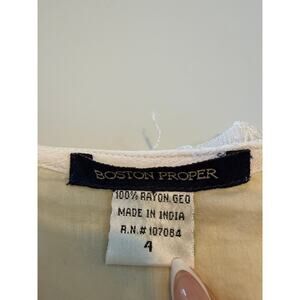 BOSTON PROPER
100% RAYON GEO
MADE IN INDIA
R.N.# 107084
4